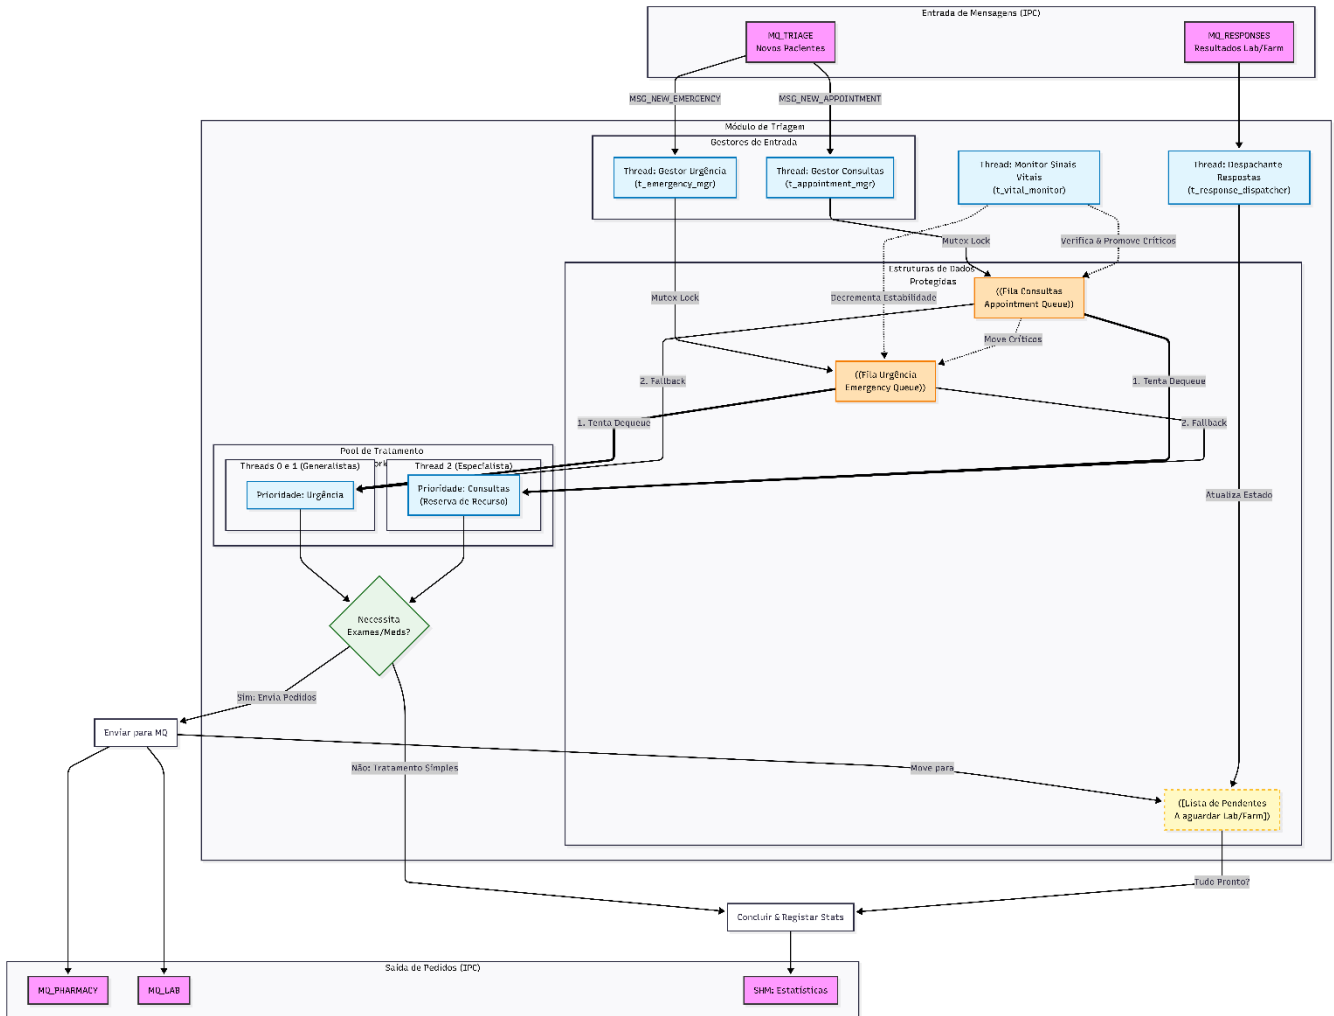 Entrada de Mensagens (IPC)
MQ_TRIAGE
Novos Pacientes
MQ_RESPONSES
Resultados Lab/Farm
MSG_NEW_EMERGENCY
MSG_NEW_APPOINTMENT
Módulo de Triagem
Gestores de Entrada
Thread: Gestor Urgência
(t_emergency_mgr)
Thread: Gestor Consultas
(t_appointment_mgr)
Thread: Monitor Sinais
Vitais
(t_vital_monitor)
Thread: Despachante
Respostas
(t_response_dispatcher)
Mutex Lock
Verifica & Promove Críticos
Estruturas de Dados
Protegidas
((Fila Consultas
Appointment Queue))
Mutex Lock
Decrementa Estabilidade
Move Críticos
((Fila Urgência
Emergency Queue))
2. Fallback
1. Tenta Dequeue
1. Tenta Dequeue
2. Fallback
Pool de Tratamento
Threads 0 e 1 (Generalistas)
Thread 2 (Especialista)
Prioridade: Urgência
Prioridade: Consultas
(Reserva de Recurso)
Atualiza Estado
Necessita
Exames/Meds?
Sim: Envia Pedidos
Enviar para MQ
Não: Tratamento Simples
Move para
([Lista de Pendentes
A aguardar Lab/Farm])
Tudo Pronto?
Concluir & Registar Stats
Saída de Pedidos (IPC)
MQ_PHARMACY
MQ_LAB
SHM: Estatísticas